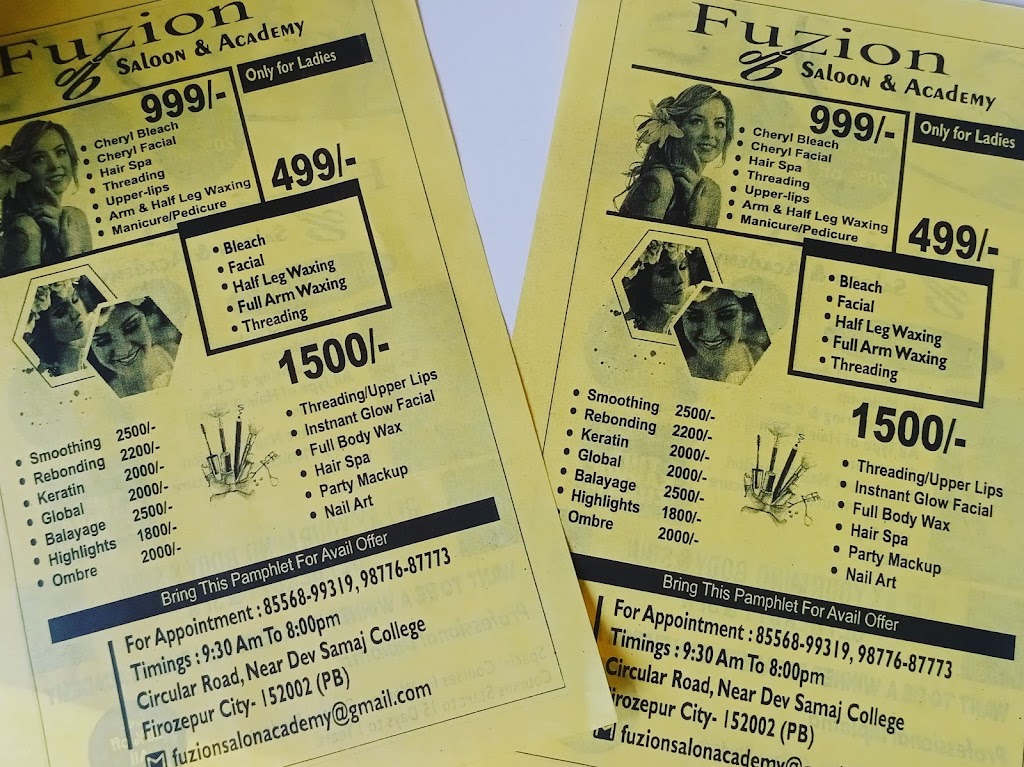 Fuzion
SALOON & ACADEMY
Only for Ladies
999/-
• Cheryl Bleach
• Cheryl Facial
• Hair Spa
• Threading
• Upper-lips
• Arm & Half Leg Waxing
• Manicure/Pedicure
499/-
• Bleach
• Facial
• Half Leg Waxing
• Full Arm Waxing
• Threading
1500/-
• Threading/Upper Lips
• Instant Glow Facial
• Full Body Wax
• Hair Spa
• Party Mackup
• Nail Art
• Smoothing 2500/-
• Rebonding 2200/-
• Keratin 2000/-
• Global 2000/-
• Balayage 2500/-
• Highlights 1800/-
• Ombre 2000/-
Bring This Pamphlet For Avail Offer
For Appointment : 85568-99319, 98776-87773
Timings : 9:30 Am To 8:00pm
Circular Road, Near Dev Samaj College
Firozepur City- 152002 (PB)
fuzionsalonacademy@gmail.com
Fuzion
SALOON & ACADEMY
Only for Ladies
999/-
• Cheryl Bleach
• Cheryl Facial
• Hair Spa
• Threading
• Upper-lips
• Arm & Half Leg Waxing
• Manicure/Pedicure
499/-
• Bleach
• Facial
• Half Leg Waxing
• Full Arm Waxing
• Threading
1500/-
• Threading/Upper Lips
• Instnant Glow Facial
• Full Body Wax
• Hair Spa
• Party Mackup
• Nail Art
• Smoothing 2500/-
• Rebonding 2200/-
• Keratin 2000/-
• Global 2000/-
• Balayage 2500/-
• Highlights 1800/-
• Ombre 2000/-
Bring This Pamphlet For Avail Offer
For Appointment : 85568-99319, 98776-87773
Timings : 9:30 Am To 8:00pm
Circular Road, Near Dev Samaj College
Firozepur City- 152002 (PB)
fuzionsalonacademy@gmail.com